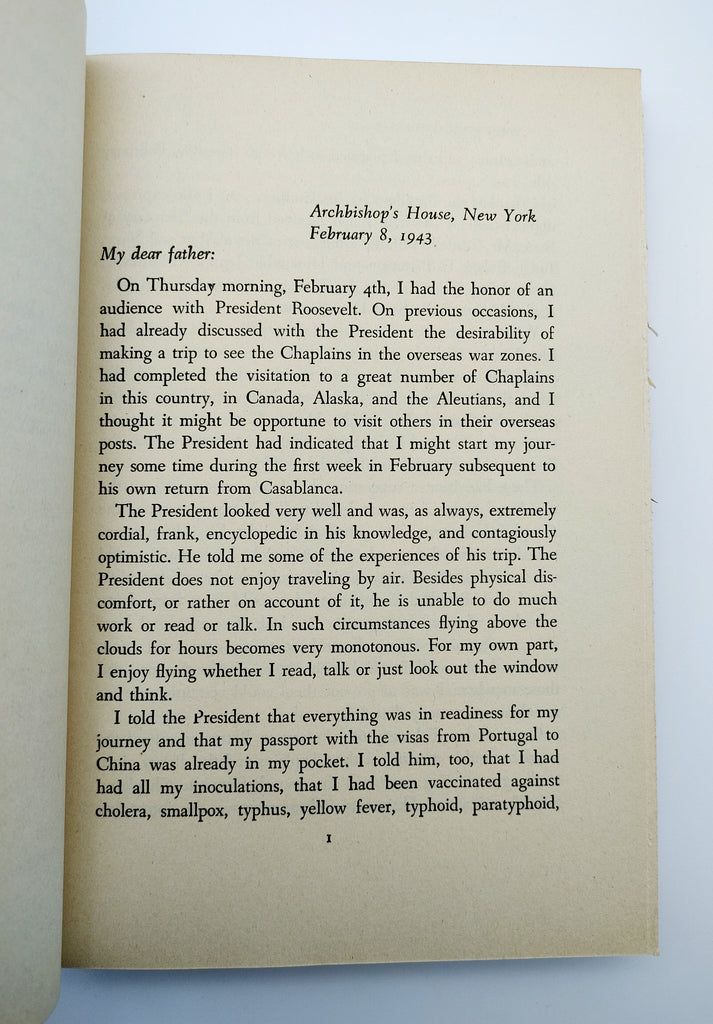 Archbishop's House, New York
February 8, 1943.
My dear father:
On Thursday morning, February 4th, I had the honor of an
audience with President Roosevelt. On previous occasions, I
had already discussed with the President the desirability of
making a trip to see the Chaplains in the overseas war zones. I
had completed the visitation to a great number of Chaplains
in this country, in Canada, Alaska, and the Aleutians, and I
thought it might be opportune to visit others in their overseas
posts. The President had indicated that I might start my jour-
ney some time during the first week in February subsequent to
his own return from Casablanca.
The President looked very well and was, as always, extremely
cordial, frank, encyclopedic in his knowledge, and contagiously
optimistic. He told me some of the experiences of his trip. The
President does not enjoy traveling by air. Besides physical dis-
comfort, or rather on account of it, he is unable to do much
work or read or talk. In such circumstances flying above the
clouds for hours becomes very monotonous. For my own part,
I enjoy flying whether I read, talk or just look out the window
and think.
I told the President that everything was in readiness for my
journey and that my passport with the visas from Portugal to
China was already in my pocket. I told him, too, that I had
had all my inoculations, that I had been vaccinated against
cholera, smallpox, typhus, yellow fever, typhoid, paratyphoid,
1